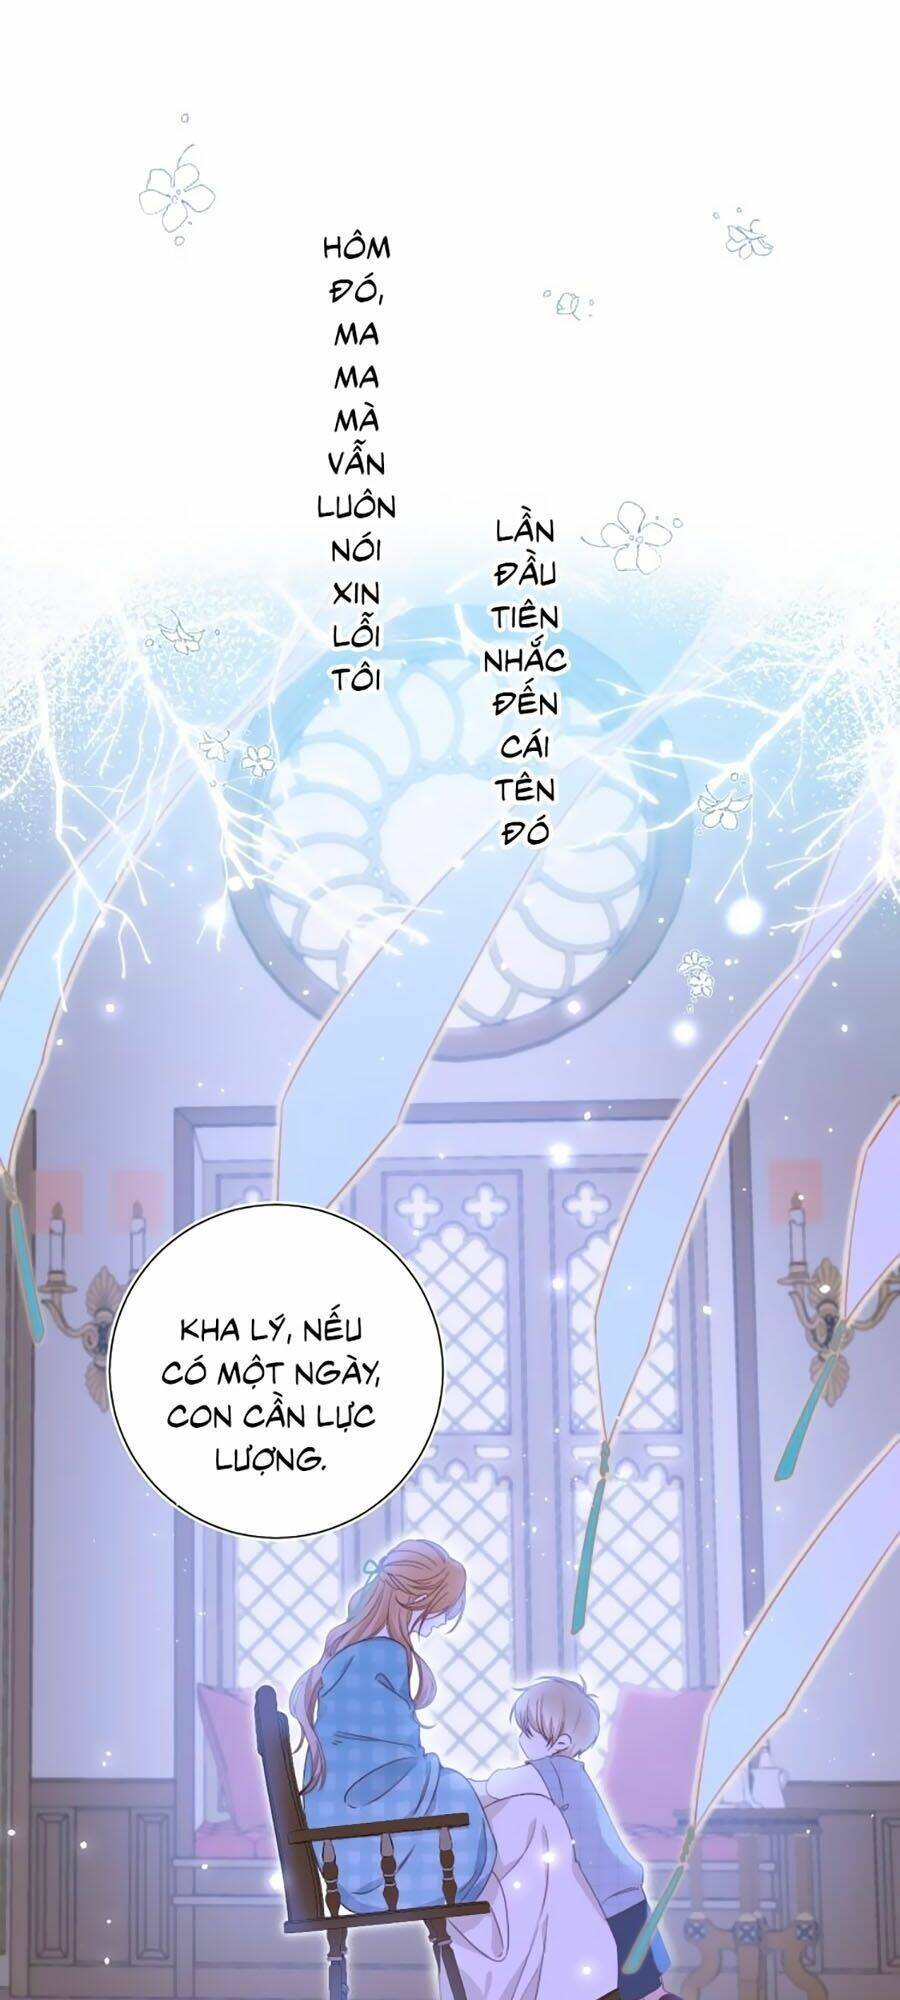 HÔM
ĐÓ,
MA
MA
MÀ
VẪN
LUÔN
NÓI
XIN
LỖI
TÔI
LẦN
ĐẦU
TIÊN
NHẮC
ĐẾN
CÁI
TÊN
ĐÓ
KHA LÝ, NẾU
CÓ MỘT NGÀY,
CON CẦN LỰC
LƯỢNG.